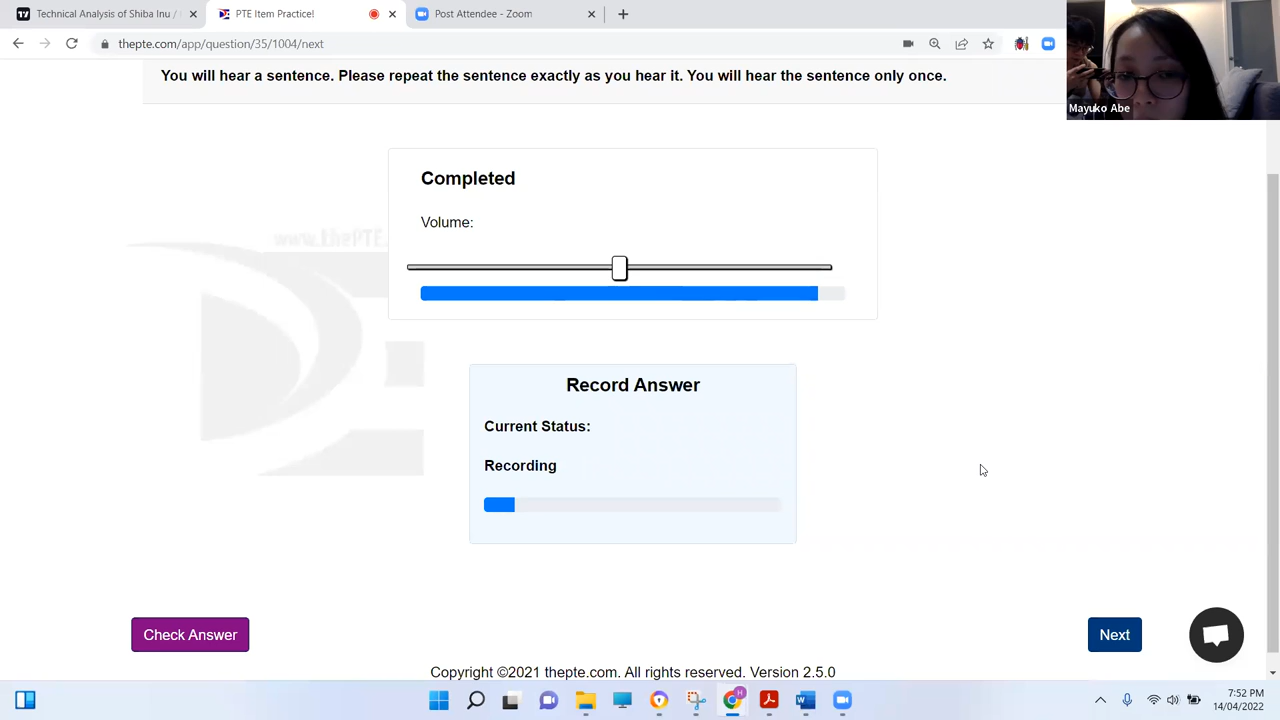 Technical Analysis of Shiba Inu /
PTE Item Practice!
Post Attendee - Zoom
thepte.com/app/question/35/1004/next
You will hear a sentence. Please repeat the sentence exactly as you hear it. You will hear the sentence only once.
Mayuko Abe
Completed
Volume:
www.thePTE.
Record Answer
Current Status:
Recording
Check Answer
Next
Copyright ©2021 thepte.com. All rights reserved. Version 2.5.0
7:52 PM
14/04/2022